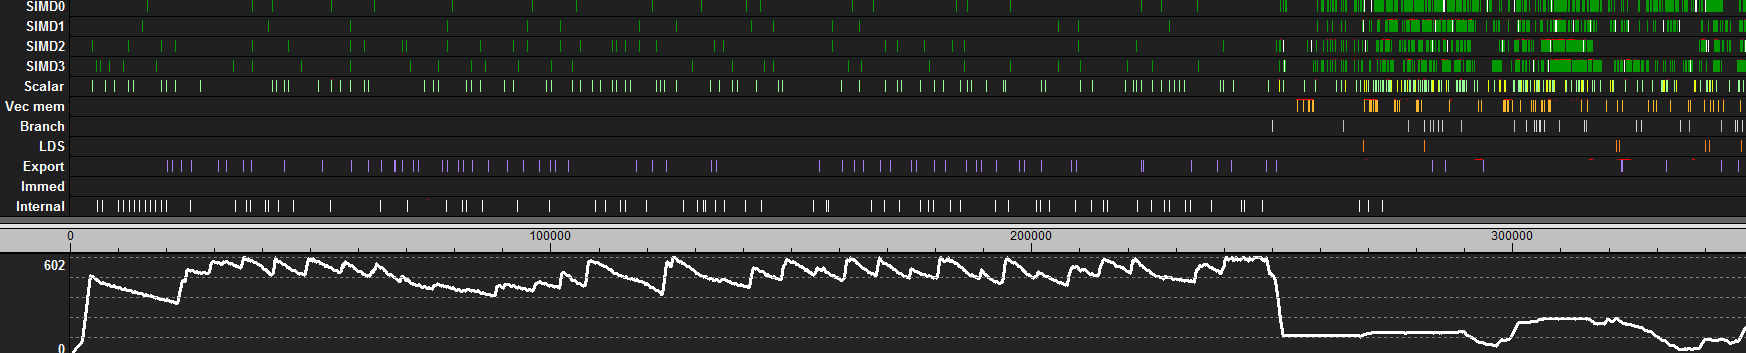 SIMD0
SIMD1
SIMD2
SIMD3
Scalar
Vec mem
Branch
LDS
Export
Immed
Internal
0 100000 200000 300000
602
0